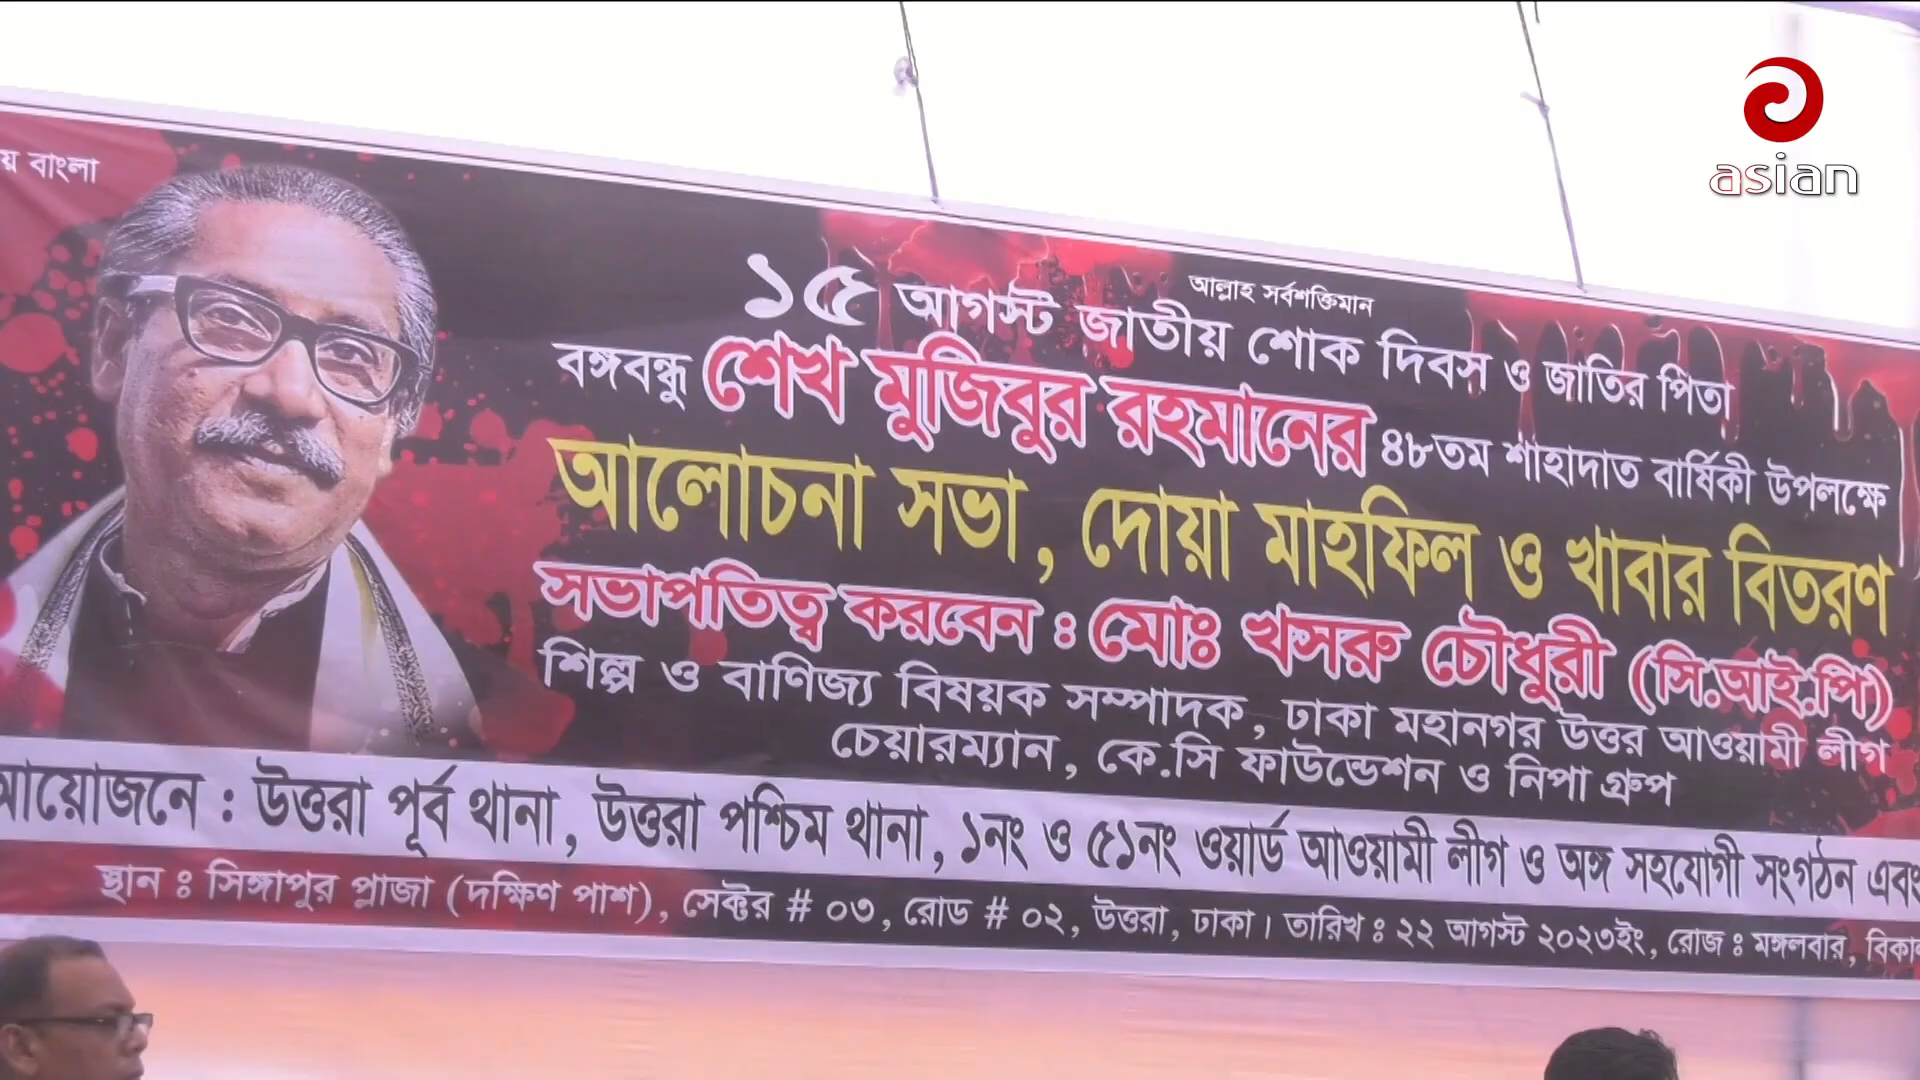 বাংলা
আল্লাহ সর্বশক্তিমান
১৫ আগস্ট জাতীয় শোক দিবস ও জাতির পিতা
বঙ্গবন্ধু শেখ মুজিবুর রহমানের ৪৮তম শাহাদাত বার্ষিকী উপলক্ষে
আলোচনা সভা, দোয়া মাহফিল ও খাবার বিতরণ
সভাপতিত্ব করবেন : মোঃ খসরু চৌধুরী (সি.আই.পি)
শিল্প ও বাণিজ্য বিষয়ক সম্পাদক, ঢাকা মহানগর উত্তর আওয়ামী লীগ
চেয়ারম্যান, কে.সি ফাউন্ডেশন ও নিপা গ্রুপ
আয়োজনে : উত্তরা পূর্ব থানা, উত্তরা পশ্চিম থানা, ১নং ও ৫১নং ওয়ার্ড আওয়ামী লীগ ও অঙ্গ সহযোগী সংগঠন এবং
স্থান : সিঙ্গাপুর প্লাজা (দক্ষিণ পাশ), সেক্টর # ০৩, রোড # ০২, উত্তরা, ঢাকা। তারিখ : ২২ আগস্ট ২০২৩ইং, রোজ : মঙ্গলবার,
asian